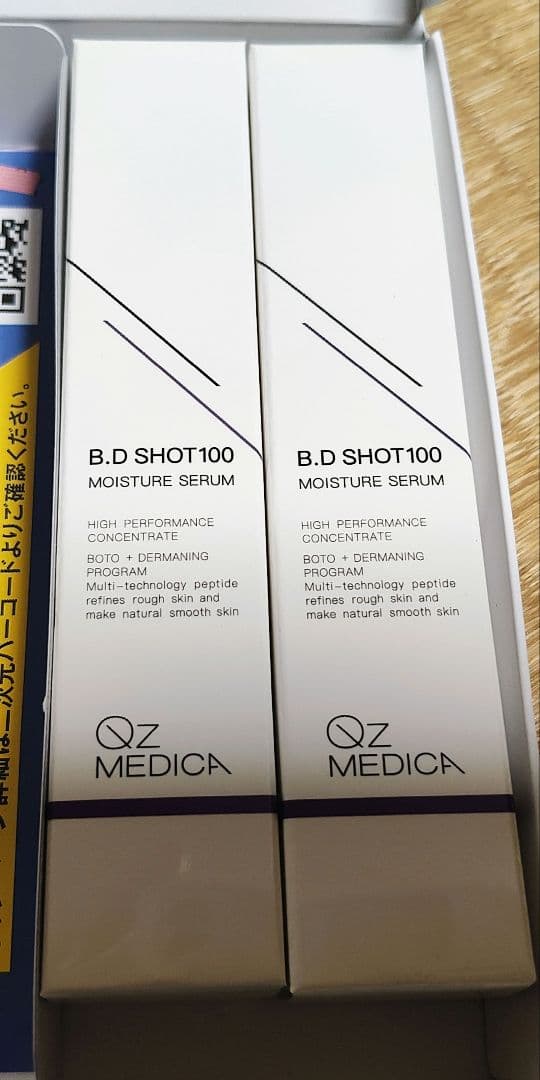 B.D SHOT100
MOISTURE SERUM
HIGH PERFORMANCE
CONCENTRATE
BOTO + DERMANING
PROGRAM
Multi-technology peptide
refines rough skin and
make natural smooth skin
QZ
MEDICA
B.D SHOT100
MOISTURE SERUM
HIGH PERFORMANCE
CONCENTRATE
BOTO + DERMANING
PROGRAM
Multi-technology peptide
refines rough skin and
make natural smooth skin
QZ
MEDICA
詳細は二次元バーコードよりご確認ください。